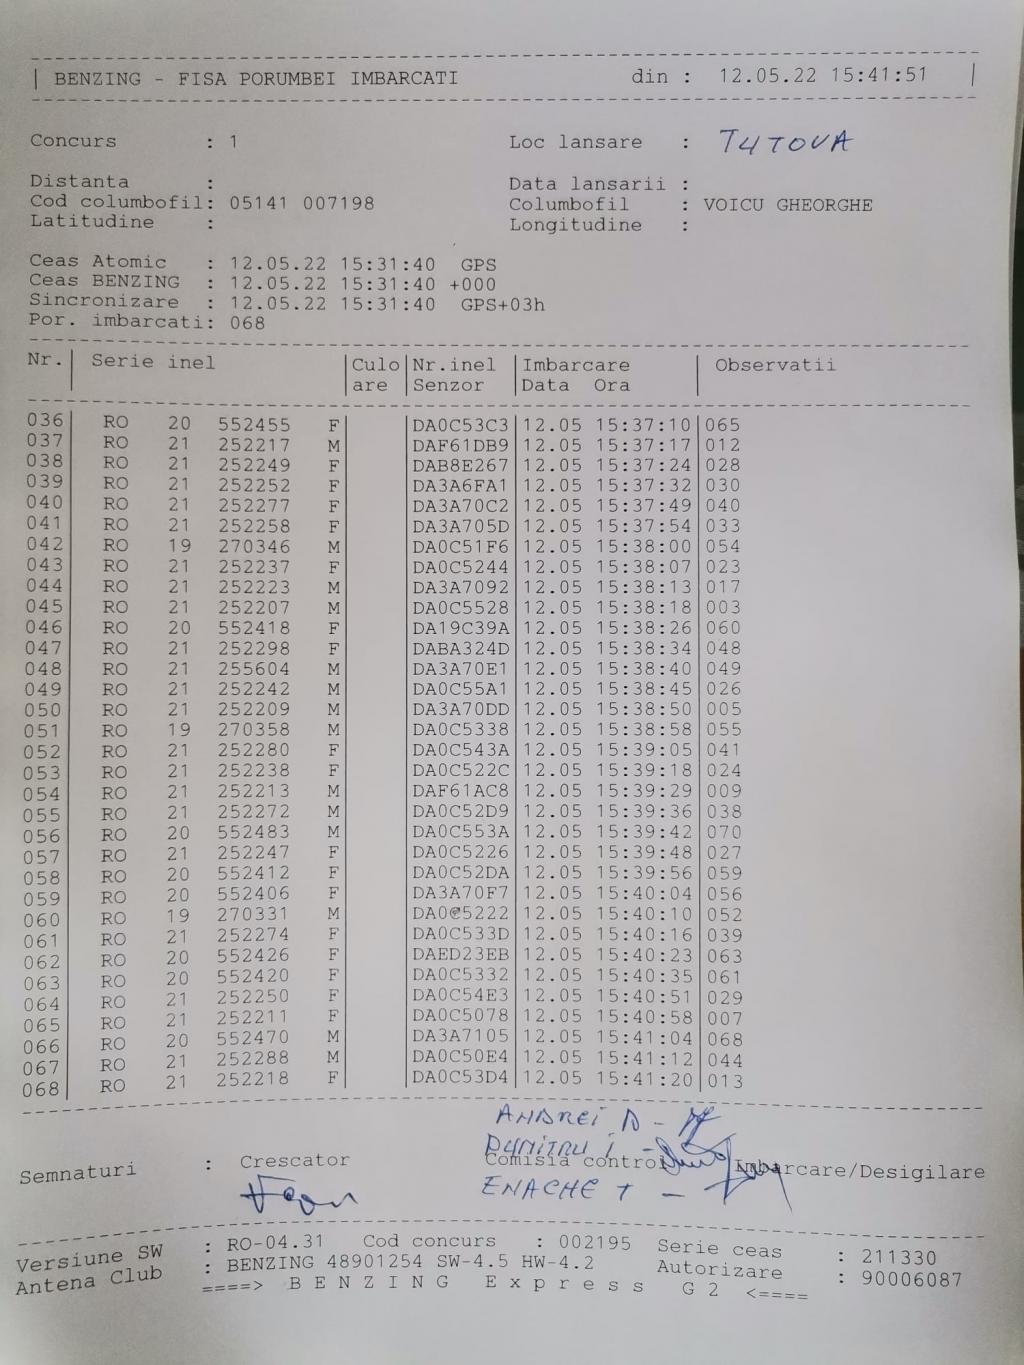 | BENZING - FISA PORUMBEI IMBARCATI din : 12.05.22 15:41:51 |
Concurs : 1 Loc lansare : TUTOVA
Distanta : Data lansarii :
Cod columbofil: 05141 007198 Columbofil : VOICU GHEORGHE
Latitudine : Longitudine :
Ceas Atomic : 12.05.22 15:31:40 GPS
Ceas BENZING : 12.05.22 15:31:40 +000
Sincronizare : 12.05.22 15:31:40 GPS+03h
Por. imbarcati: 068
Nr. | Serie inel | Culo | Nr.inel | Imbarcare | Observatii
are | Senzor | Data Ora
036 RO 20 552455 F DA0C53C3 12.05 15:37:10 065
037 RO 21 252217 M DAF61DB9 12.05 15:37:17 012
038 RO 21 252249 F DAB8E267 12.05 15:37:24 028
039 RO 21 252252 F DA3A6FA1 12.05 15:37:32 030
040 RO 21 252277 F DA3A70C2 12.05 15:37:49 040
041 RO 21 252258 F DA3A705D 12.05 15:37:54 033
042 RO 19 270346 M DA0C51F6 12.05 15:38:00 054
043 RO 21 252237 F DA0C5244 12.05 15:38:07 023
044 RO 21 252223 M DA3A7092 12.05 15:38:13 017
045 RO 21 252207 M DA0C5528 12.05 15:38:18 003
046 RO 20 552418 F DA19C39A 12.05 15:38:26 060
047 RO 21 252298 F DABA324D 12.05 15:38:34 048
048 RO 21 255604 M DA3A70E1 12.05 15:38:40 049
049 RO 21 252242 M DA0C55A1 12.05 15:38:45 026
050 RO 21 252209 M DA3A70DD 12.05 15:38:50 005
051 RO 19 270358 M DA0C5338 12.05 15:38:58 055
052 RO 21 252280 F DA0C543A 12.05 15:39:05 041
053 RO 21 252238 F DA0C522C 12.05 15:39:18 024
054 RO 21 252213 M DAF61AC8 12.05 15:39:29 009
055 RO 21 252272 M DA0C52D9 12.05 15:39:36 038
056 RO 20 552483 M DA0C553A 12.05 15:39:42 070
057 RO 21 252247 F DA0C5226 12.05 15:39:48 027
058 RO 20 552412 F DA0C52DA 12.05 15:39:56 059
059 RO 20 552406 F DA3A70F7 12.05 15:40:04 056
060 RO 19 270331 M DA0C5222 12.05 15:40:10 052
061 RO 21 252274 F DA0C533D 12.05 15:40:16 039
062 RO 20 552426 F DAED23EB 12.05 15:40:23 063
063 RO 20 552420 F DA0C5332 12.05 15:40:35 061
064 RO 21 252250 F DA0C54E3 12.05 15:40:51 029
065 RO 21 252211 F DA0C5078 12.05 15:40:58 007
066 RO 20 552470 M DA3A7105 12.05 15:41:04 068
067 RO 21 252288 M DA0C50E4 12.05 15:41:12 044
068 RO 21 252218 F DA0C53D4 12.05 15:41:20 013
ANDREI D -
DUMITRU I -
Semnaturi : Crescator Comisia control Imbarcare/Desigilare
ENACHE T -
Versiune SW : RO-04.31 Cod concurs : 002195 Serie ceas : 211330
Antena Club : BENZING 48901254 SW-4.5 HW-4.2 Autorizare : 90006087
====> BENZING Express G2 <====